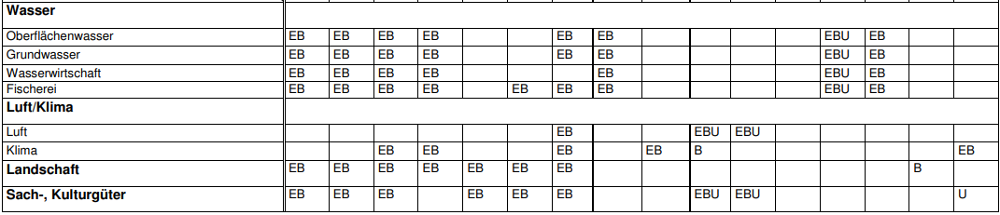 Wasser
Oberflächenwasser EB EB EB EB EB EB EBU EB
Grundwasser EB EB EB EB EB EB EBU EB
Wasserwirtschaft EB EB EB EB EB EBU EB
Fischerei EB EB EB EB EB EB EB EBU EB
Luft/Klima
Luft EB EBU EBU
Klima EB EB EB EB B EB
Landschaft EB EB EB EB EB EB EB B
Sach-, Kulturgüter EB EB EB EB EB EB EBU EBU U